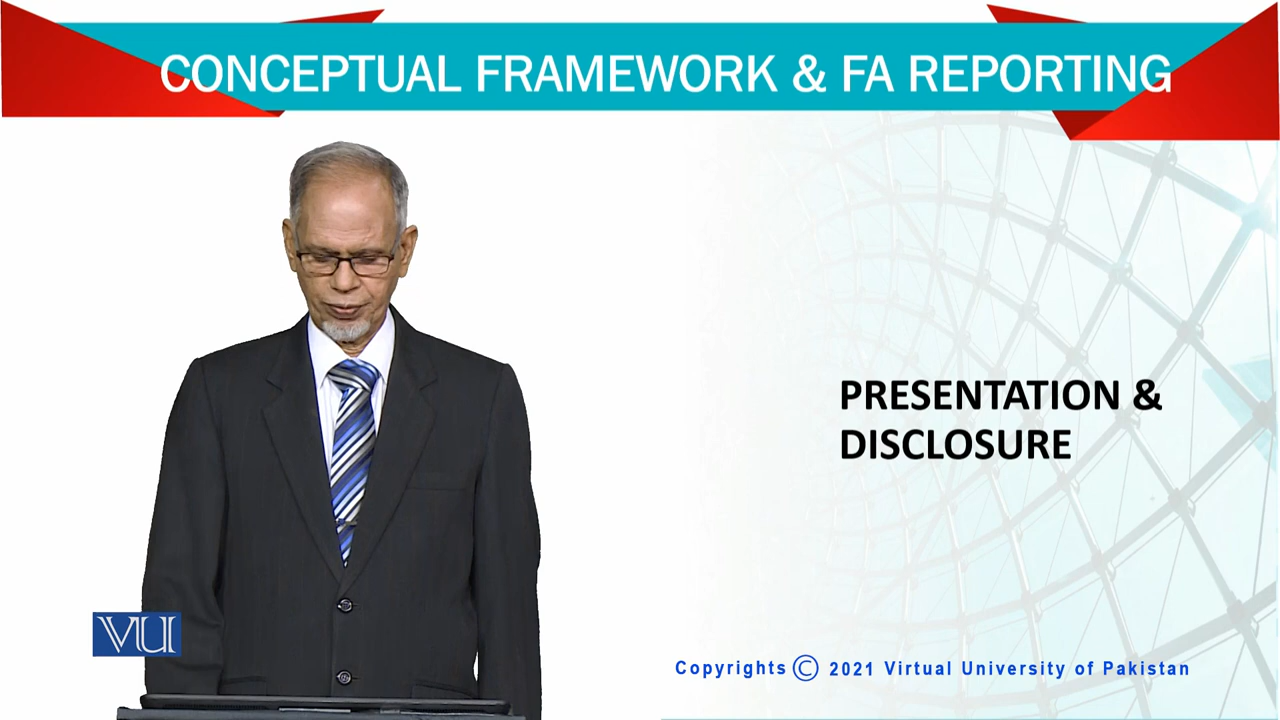 CONCEPTUAL FRAMEWORK & FA REPORTING
PRESENTATION &
DISCLOSURE
VU
Copyrights © 2021 Virtual University of Pakistan